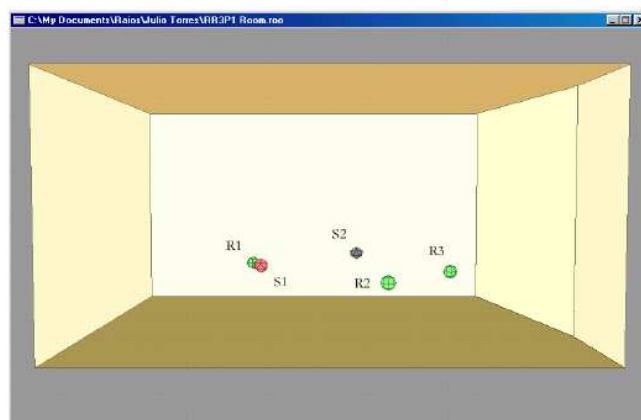 C:\My Documents\Raios\Julio Torres\RR3P1 Room.roo
S2
R1
R3
S1
R2